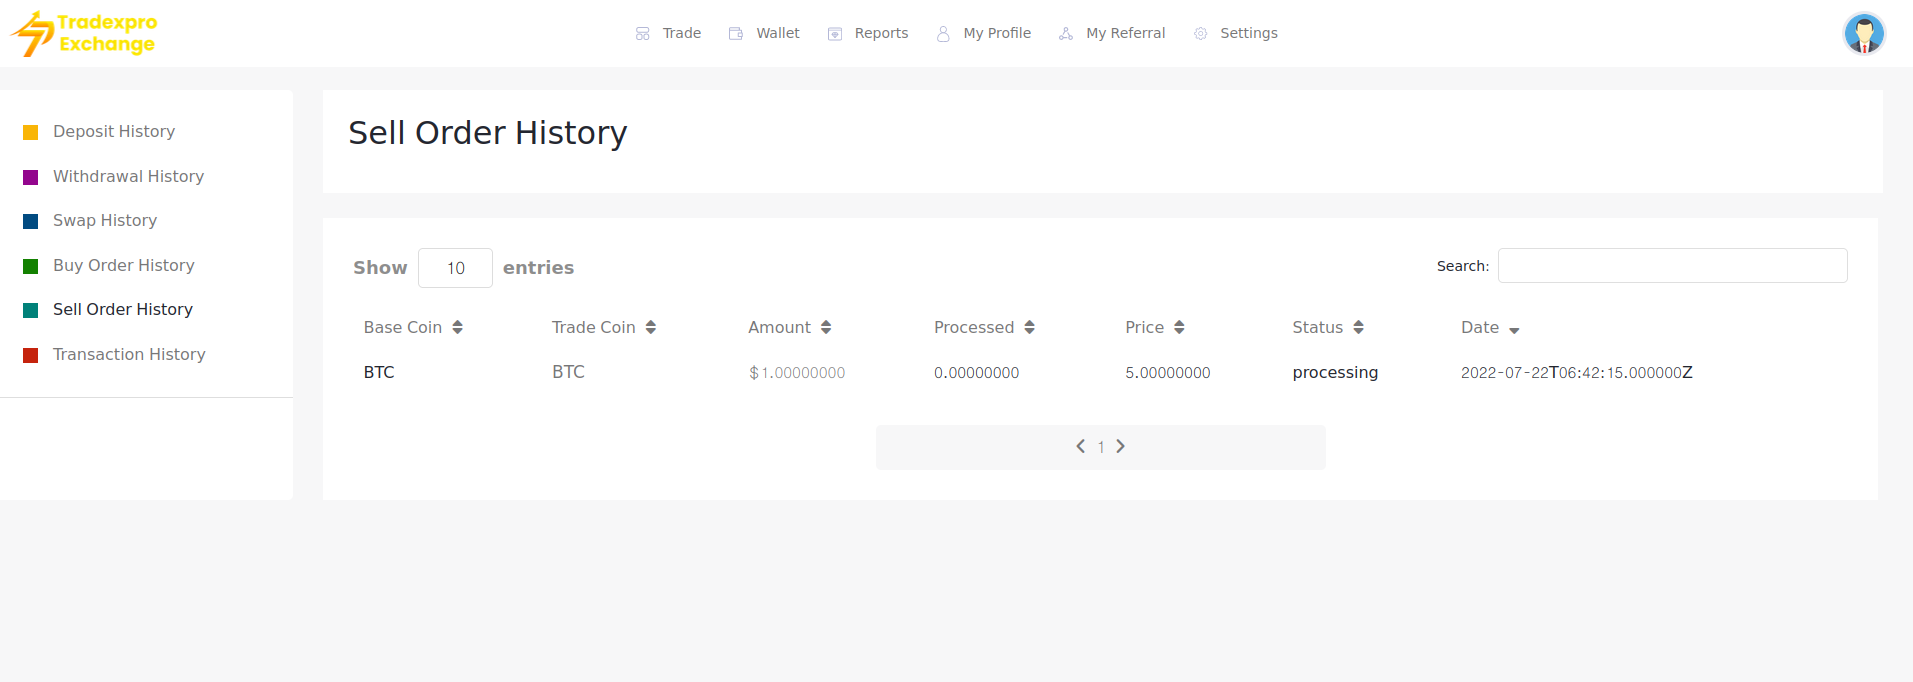 Tradexpro
Exchange
Trade Wallet Reports My Profile My Referral Settings
Deposit History
Withdrawal History
Swap History
Buy Order History
Sell Order History
Transaction History
Sell Order History
Show 10 entries
Search:
Base Coin Trade Coin Amount Processed Price Status Date
BTC BTC $1.00000000 0.00000000 5.00000000 processing 2022-07-22T06:42:15.000000Z
1